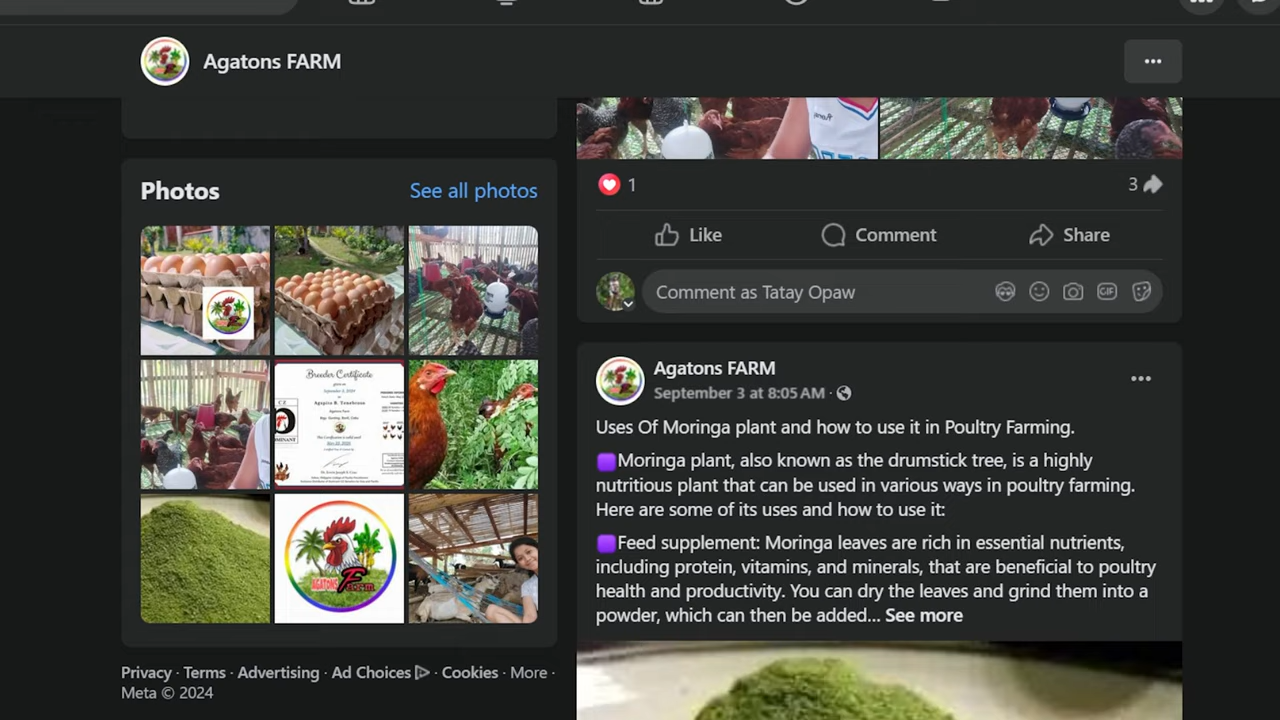 Agatons FARM
Photos
See all photos
Breeder Certificate
AGATONS Farm
Privacy · Terms · Advertising · Ad Choices · Cookies · More ·
Meta © 2024
1
3
Like
Comment
Share
Comment as Tatay Opaw
GIF
Agatons FARM
September 3 at 8:05 AM ·
Uses Of Moringa plant and how to use it in Poultry Farming.
Moringa plant, also known as the drumstick tree, is a highly
nutritious plant that can be used in various ways in poultry farming.
Here are some of its uses and how to use it:
Feed supplement: Moringa leaves are rich in essential nutrients,
including protein, vitamins, and minerals, that are beneficial to poultry
health and productivity. You can dry the leaves and grind them into a
powder, which can then be added... See more